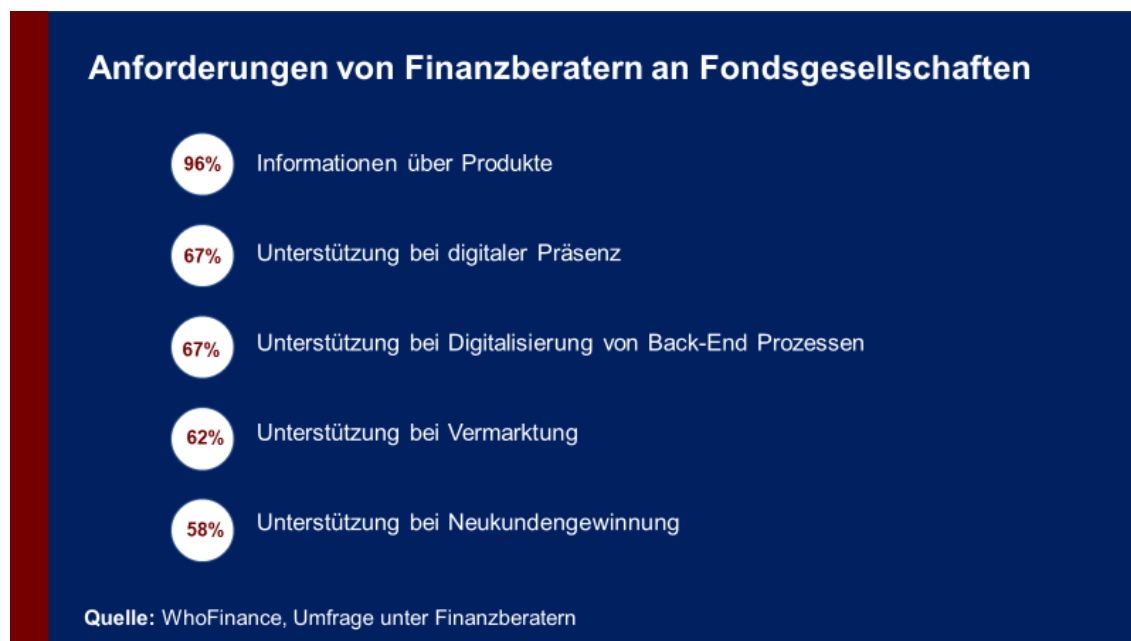 Anforderungen von Finanzberatern an Fondsgesellschaften
96% Informationen über Produkte
67% Unterstützung bei digitaler Präsenz
67% Unterstützung bei Digitalisierung von Back-End Prozessen
62% Unterstützung bei Vermarktung
58% Unterstützung bei Neukundengewinnung
Quelle: WhoFinance, Umfrage unter Finanzberatern